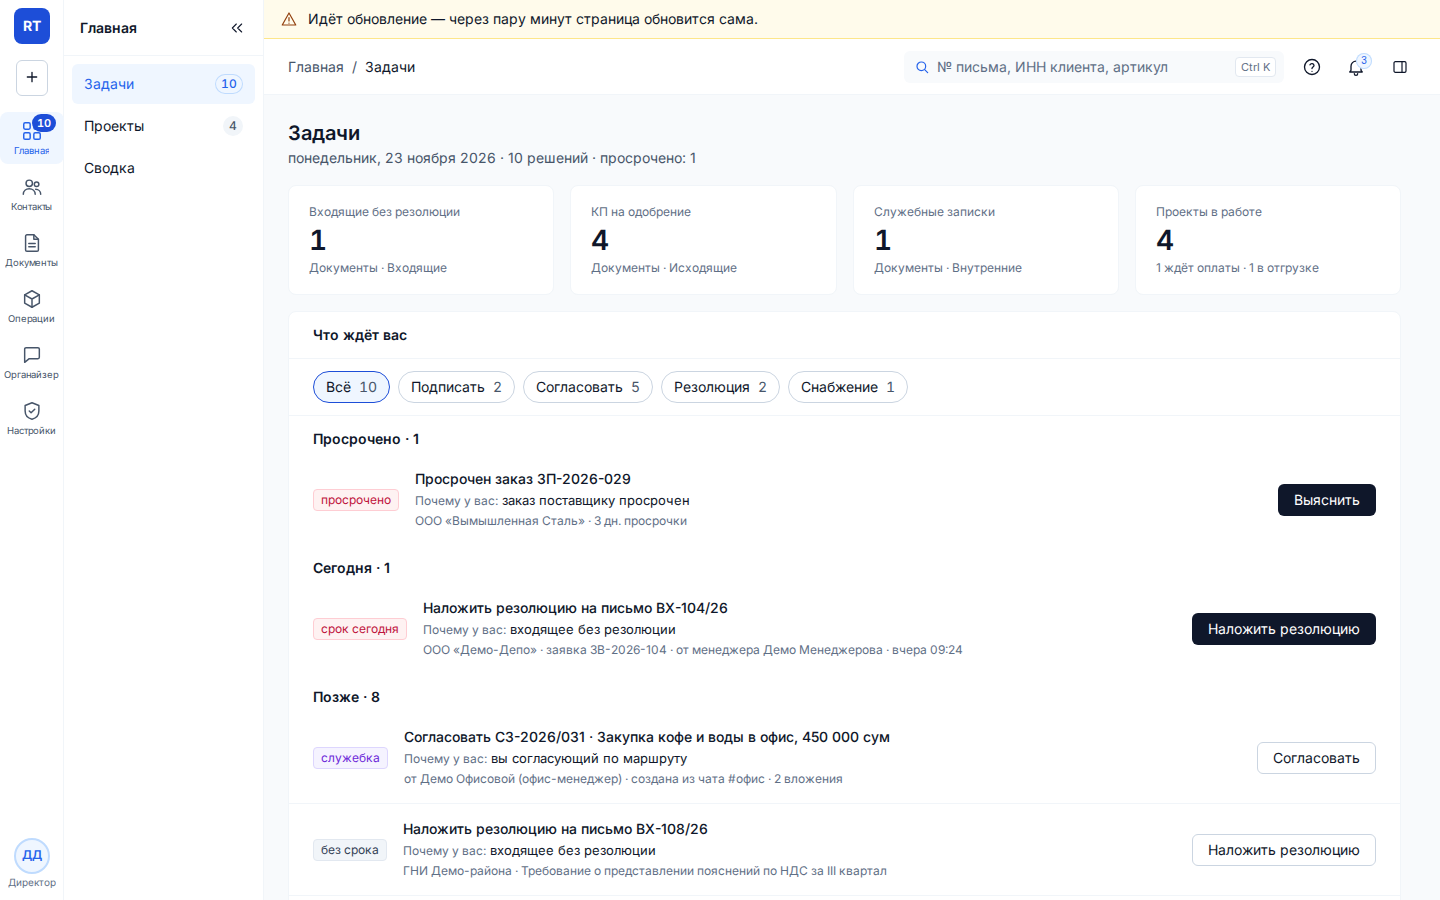 RT
Главная
Идёт обновление — через пару минут страница обновится сама.
Главная / Задачи
№ письма, ИНН клиента, артикул
Ctrl K
3
10
Главная
Контакты
Документы
Операции
Органайзер
Настройки
ДД
Директор
Задачи 10
Проекты 4
Сводка
Задачи
понедельник, 23 ноября 2026 · 10 решений · просрочено: 1
Входящие без резолюции
1
Документы · Входящие
КП на одобрение
4
Документы · Исходящие
Служебные записки
1
Документы · Внутренние
Проекты в работе
4
1 ждёт оплаты · 1 в отгрузке
Что ждёт вас
Всё 10
Подписать 2
Согласовать 5
Резолюция 2
Снабжение 1
Просрочено · 1
просрочено
Просрочен заказ ЗП-2026-029
Почему у вас: заказ поставщику просрочен
ООО «Вымышленная Сталь» · 3 дн. просрочки
Выяснить
Сегодня · 1
срок сегодня
Наложить резолюцию на письмо ВХ-104/26
Почему у вас: входящее без резолюции
ООО «Демо-Депо» · заявка ЗВ-2026-104 · от менеджера Демо Менеджерова · вчера 09:24
Наложить резолюцию
Позже · 8
служебка
Согласовать СЗ-2026/031 · Закупка кофе и воды в офис, 450 000 сум
Почему у вас: вы согласующий по маршруту
от Демо Офисовой (офис-менеджер) · создана из чата #офис · 2 вложения
Согласовать
без срока
Наложить резолюцию на письмо ВХ-108/26
Почему у вас: входящее без резолюции
ГНИ Демо-района · Требование о представлении пояснений по НДС за III квартал
Наложить резолюцию